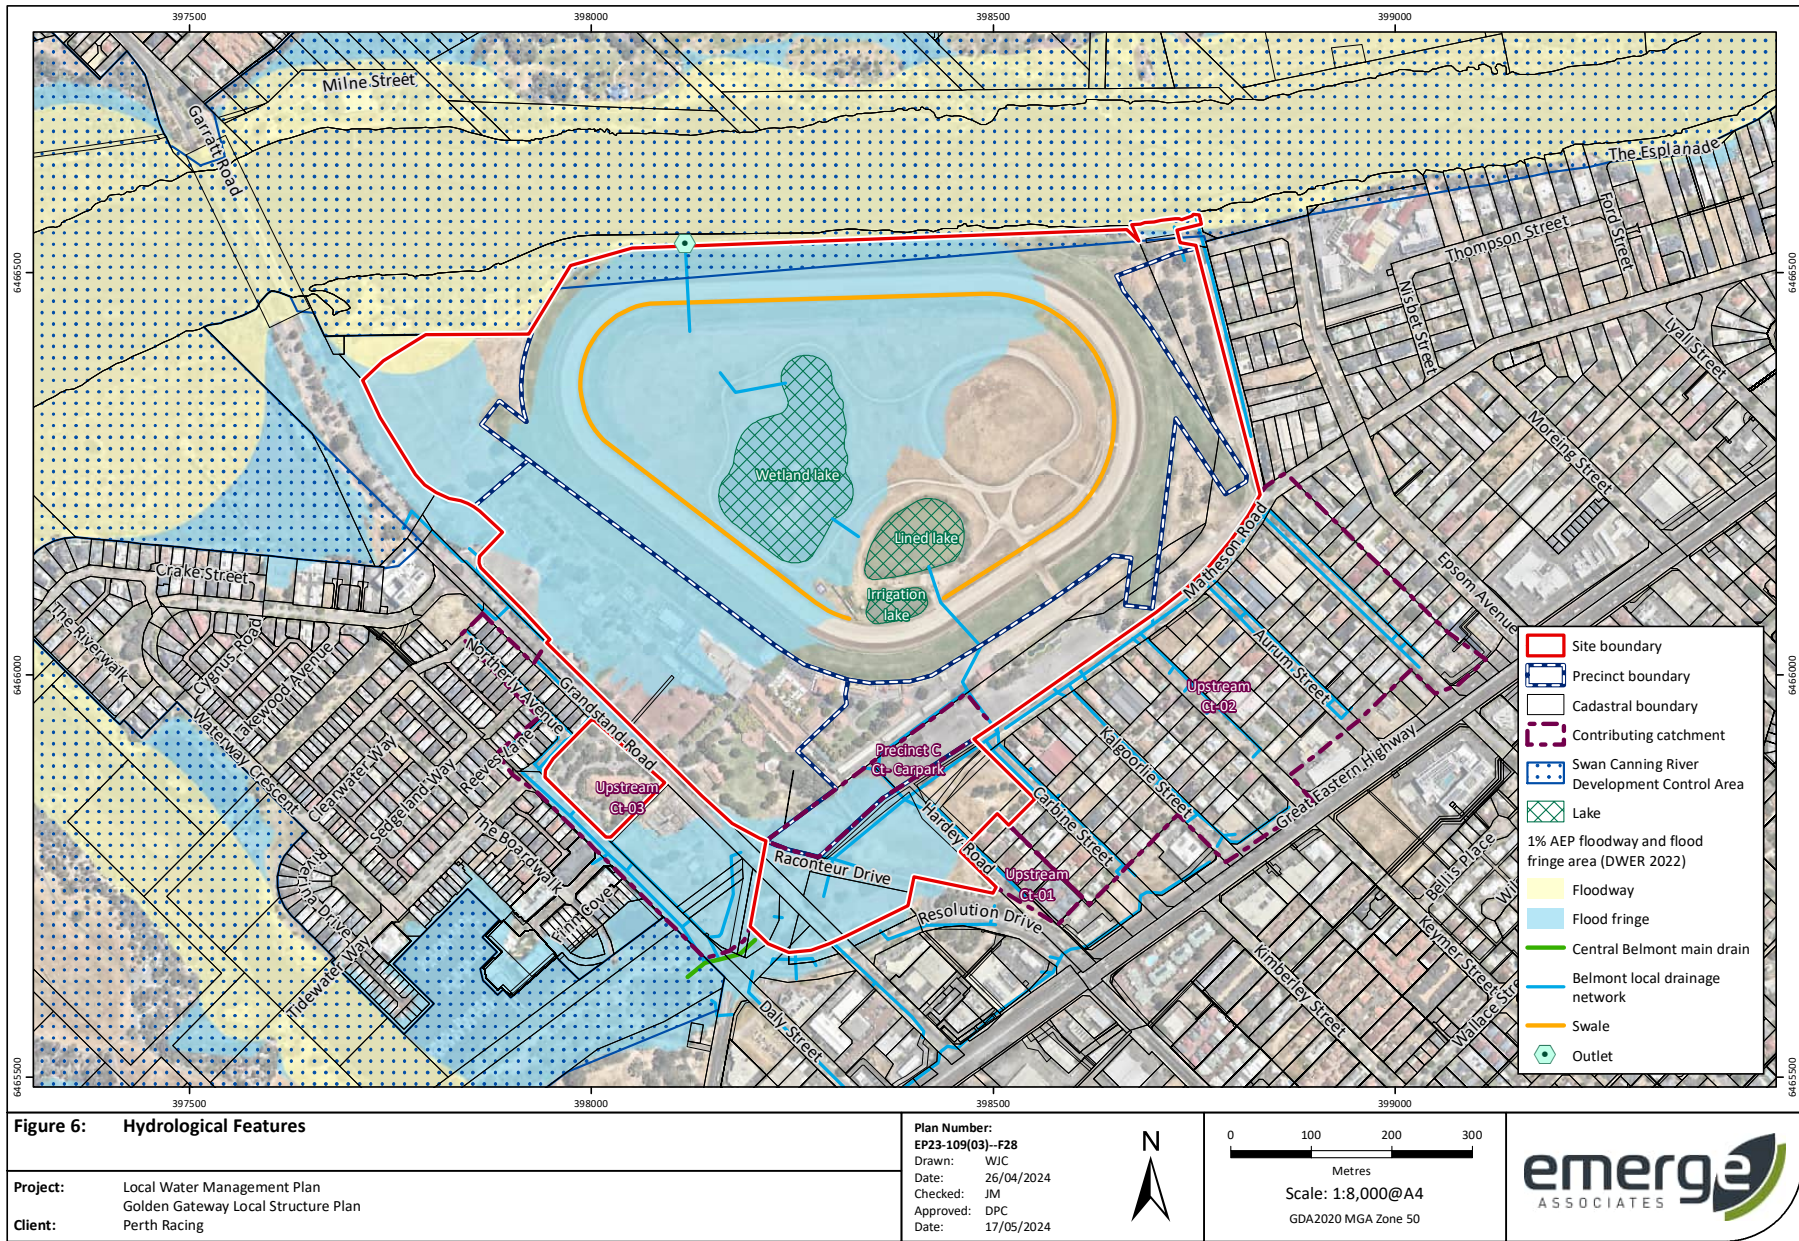 397500
398000
398500
399000
Milne Street
Garratt Road
The Esplanade
Ford Street
Thompson Street
6466500
6466500
Nisbet Street
Lyall Street
Moreing Street
Wetland lake
Lined lake
Matheson Road
Epsom Avenue
Crake Street
Irrigation
lake
The Riverwalk
Cygnus Road
Lakewood Avenue
Northerly Avenue
Aurum Street
6466000
6466000
Upstream
Ct-02
Grandstand Road
Waterway Crescent
Clearwater Way
Sedgeland Way
Reeves Lane
Kalgoorlie Street
Great Eastern Highway
Precinct C
Ct- Carpark
Upstream
Ct-03
Carbine Street
Hardey Road
The Boardwalk
Raconteur Drive
Upstream
Ct-01
Resolution Drive
Tidewater Way
Daly Street
Kimberley Street
Keymer Street
Bellis Place
Site boundary
Precinct boundary
Cadastral boundary
Contributing catchment
Swan Canning River
Development Control Area
Lake
1% AEP floodway and flood
fringe area (DWER 2022)
Floodway
Flood fringe
Central Belmont main drain
Belmont local drainage
network
Swale
Outlet
6465500
6465500
397500
398000
398500
399000
Figure 6: Hydrological Features
Project: Local Water Management Plan
Golden Gateway Local Structure Plan
Client: Perth Racing
Plan Number:
EP23-109(03)--F28
Drawn: WJC
Date: 26/04/2024
Checked: JM
Approved: DPC
Date: 17/05/2024
N
0 100 200 300
Metres
Scale: 1:8,000@A4
GDA2020 MGA Zone 50
emerge
ASSOCIATES